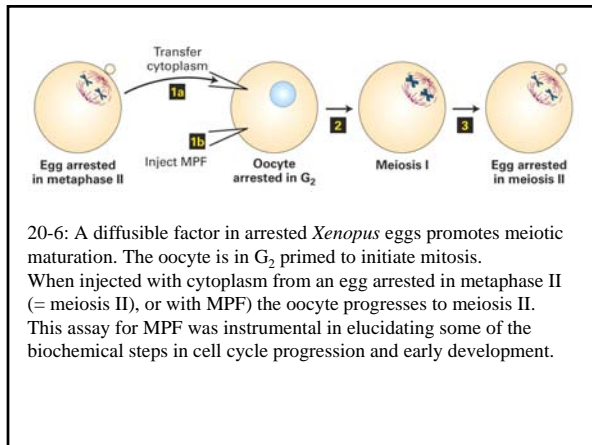 Transfer
cytoplasm
1a
1b
2
3
Egg arrested
in metaphase II
Inject MPF
Oocyte
arrested in G₂
Meiosis I
Egg arrested
in meiosis II
20-6: A diffusible factor in arrested Xenopus eggs promotes meiotic
maturation. The oocyte is in G₂ primed to initiate mitosis.
When injected with cytoplasm from an egg arrested in metaphase II
(= meiosis II), or with MPF) the oocyte progresses to meiosis II.
This assay for MPF was instrumental in elucidating some of the
biochemical steps in cell cycle progression and early development.